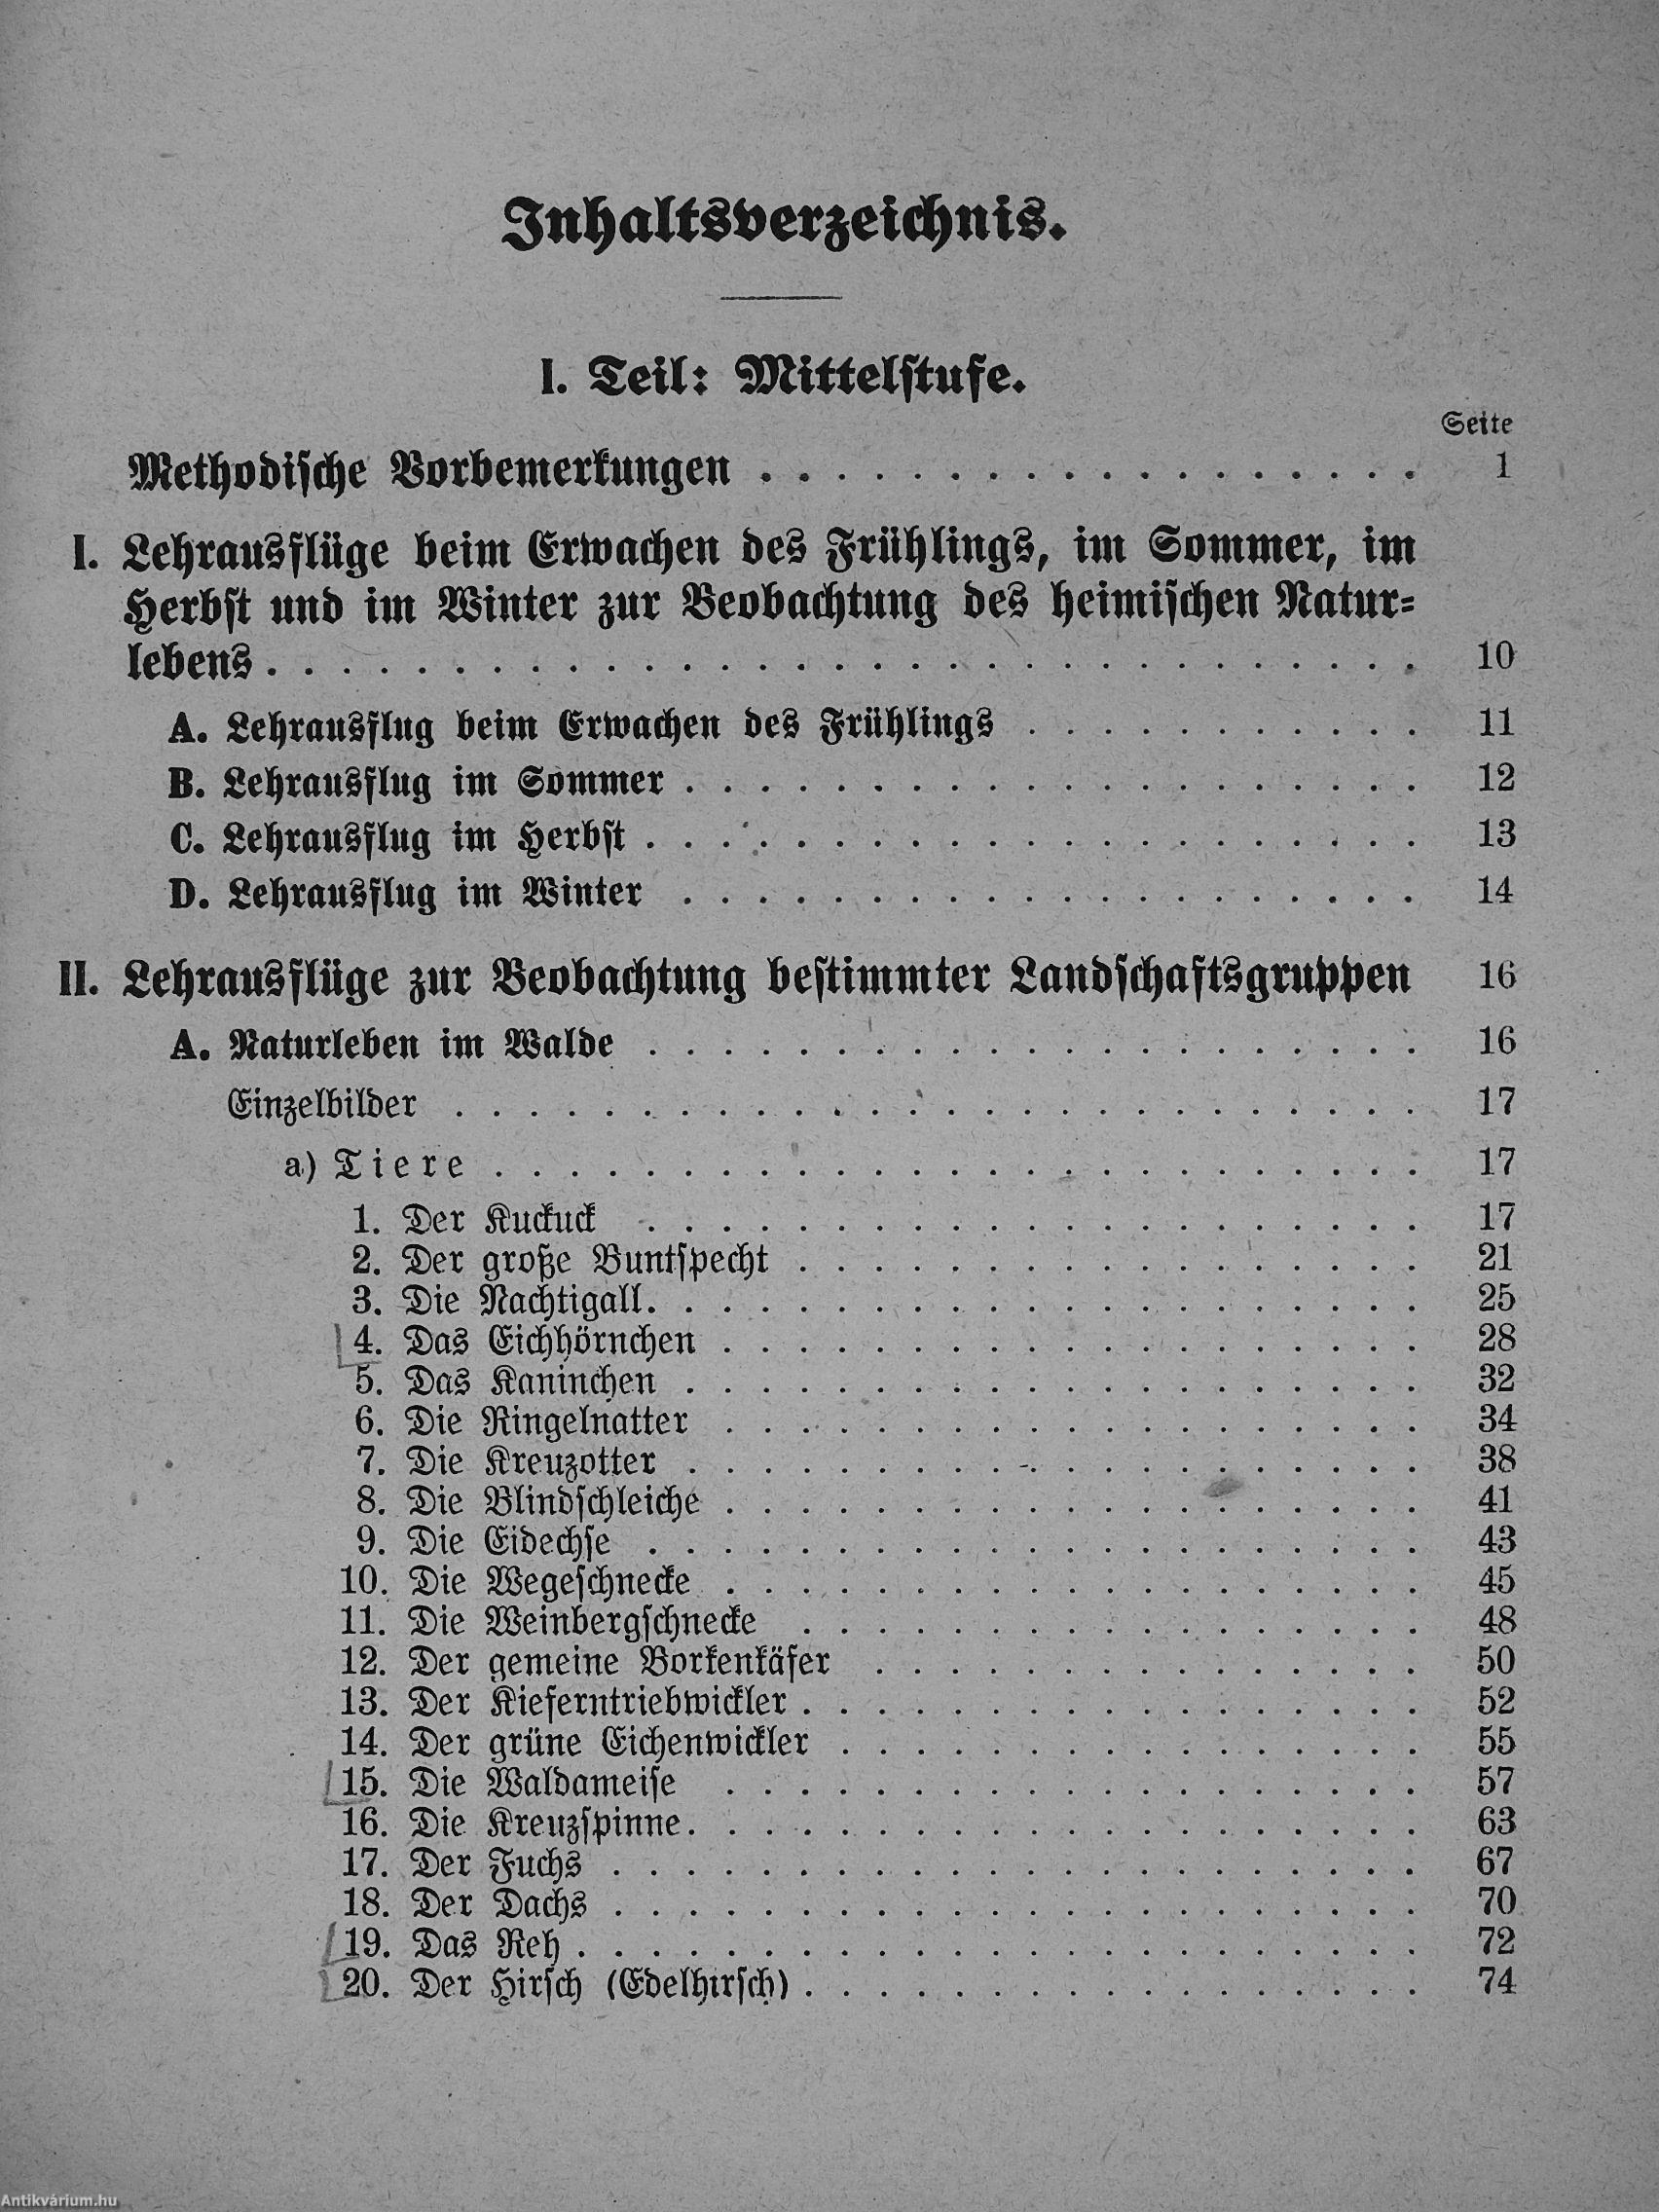 Inhaltsverzeichnis.
I. Teil: Mittelstufe.
Seite
Methodische Vorbemerkungen . . . . . . . . . . . . . . . . . . 1
I. Lehrausflüge beim Erwachen des Frühlings, im Sommer, im
Herbst und im Winter zur Beobachtung des heimischen Natur-
lebens . . . . . . . . . . . . . . . . . . . . . . . . . . . . . . . 10
A. Lehrausflug beim Erwachen des Frühlings . . . . . . . . . . . 11
B. Lehrausflug im Sommer . . . . . . . . . . . . . . . . . . . . 12
C. Lehrausflug im Herbst . . . . . . . . . . . . . . . . . . . . . 13
D. Lehrausflug im Winter . . . . . . . . . . . . . . . . . . . . 14
II. Lehrausflüge zur Beobachtung bestimmter Landschaftsgruppen 16
A. Naturleben im Walde . . . . . . . . . . . . . . . . . . . . . 16
Einzelbilder . . . . . . . . . . . . . . . . . . . . . . . . . . 17
a) Tiere . . . . . . . . . . . . . . . . . . . . . . . . . 17
1. Der Kuckuck . . . . . . . . . . . . . . . . . . . . . 17
2. Der große Buntspecht . . . . . . . . . . . . . . . . . 21
3. Die Nachtigall . . . . . . . . . . . . . . . . . . . . . 25
4. Das Eichhörnchen . . . . . . . . . . . . . . . . . . . 28
5. Das Kaninchen . . . . . . . . . . . . . . . . . . . . 32
6. Die Ringelnatter . . . . . . . . . . . . . . . . . . . 34
7. Die Kreuzotter . . . . . . . . . . . . . . . . . . . . 38
8. Die Blindschleiche . . . . . . . . . . . . . . . . . . . 41
9. Die Eidechse . . . . . . . . . . . . . . . . . . . . . 43
10. Die Wegeschnecke . . . . . . . . . . . . . . . . . . . 45
11. Die Weinbergschnecke . . . . . . . . . . . . . . . . . 48
12. Der gemeine Borkenkäfer . . . . . . . . . . . . . . . 50
13. Der Kieferntriebwickler . . . . . . . . . . . . . . . . . 52
14. Der grüne Eichenwickler . . . . . . . . . . . . . . . . 55
15. Die Waldameise . . . . . . . . . . . . . . . . . . . 57
16. Die Kreuzspinne . . . . . . . . . . . . . . . . . . . . 63
17. Der Fuchs . . . . . . . . . . . . . . . . . . . . . . 67
18. Der Dachs . . . . . . . . . . . . . . . . . . . . . . 70
19. Das Reh . . . . . . . . . . . . . . . . . . . . . . . 72
20. Der Hirsch (Edelhirsch) . . . . . . . . . . . . . . . . . 74
Antikvárium.hu